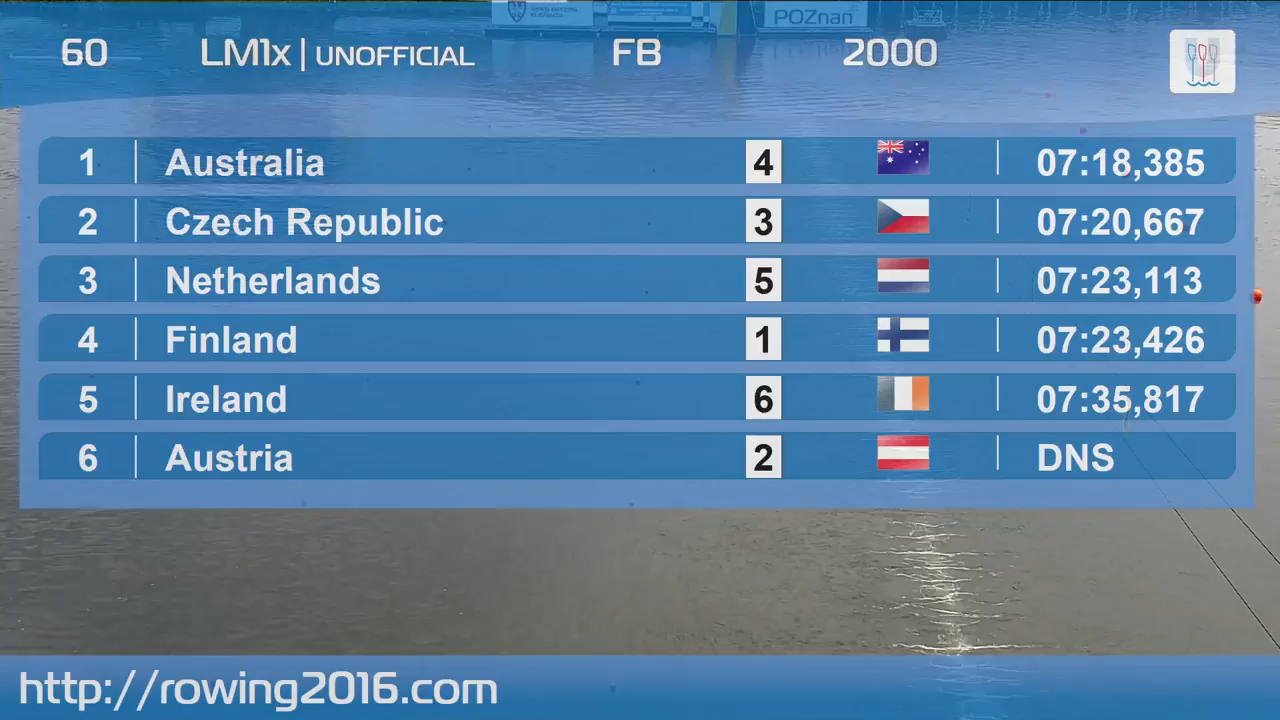 POZnan
60 LM1x | UNOFFICIAL FB 2000
1 Australia 4 07:18,385
2 Czech Republic 3 07:20,667
3 Netherlands 5 07:23,113
4 Finland 1 07:23,426
5 Ireland 6 07:35,817
6 Austria 2 DNS
http://rowing2016.com